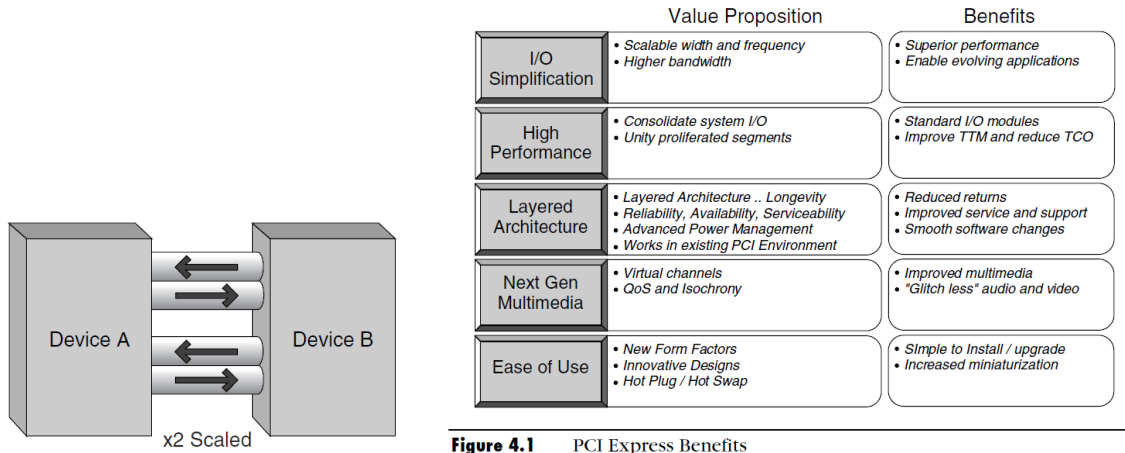 Device A
Device B
x2 Scaled
Value Proposition
Benefits
I/O
Simplification
• Scalable width and frequency
• Higher bandwidth
• Superior performance
• Enable evolving applications
High
Performance
• Consolidate system I/O
• Unity proliferated segments
• Standard I/O modules
• Improve TTM and reduce TCO
Layered
Architecture
• Layered Architecture .. Longevity
• Reliability, Availability, Serviceability
• Advanced Power Management
• Works in existing PCI Environment
• Reduced returns
• Improved service and support
• Smooth software changes
Next Gen
Multimedia
• Virtual channels
• QoS and Isochrony
• Improved multimedia
• "Glitch less" audio and video
Ease of Use
• New Form Factors
• Innovative Designs
• Hot Plug / Hot Swap
• SImple to Install / upgrade
• Increased miniaturization
Figure 4.1 PCI Express Benefits